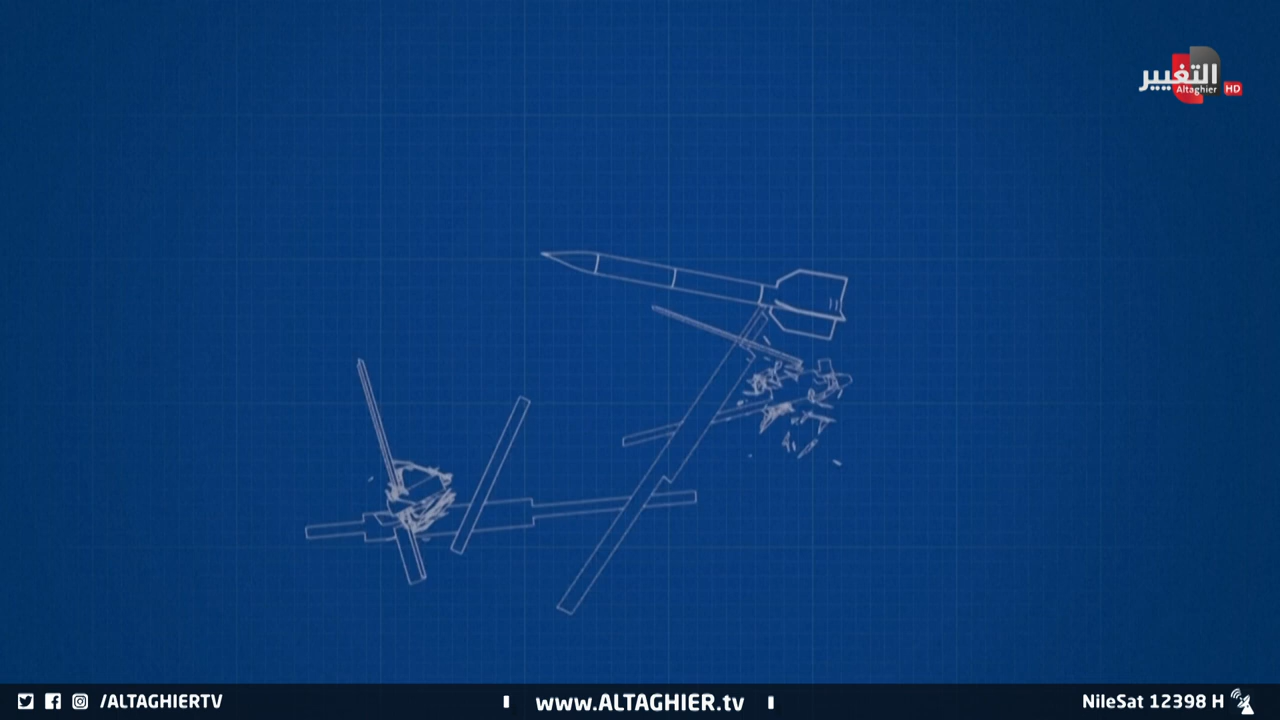 التغيير
Altaghier HD
/ALTAGHIERTV
www.ALTAGHIER.tv
NileSat 12398 H